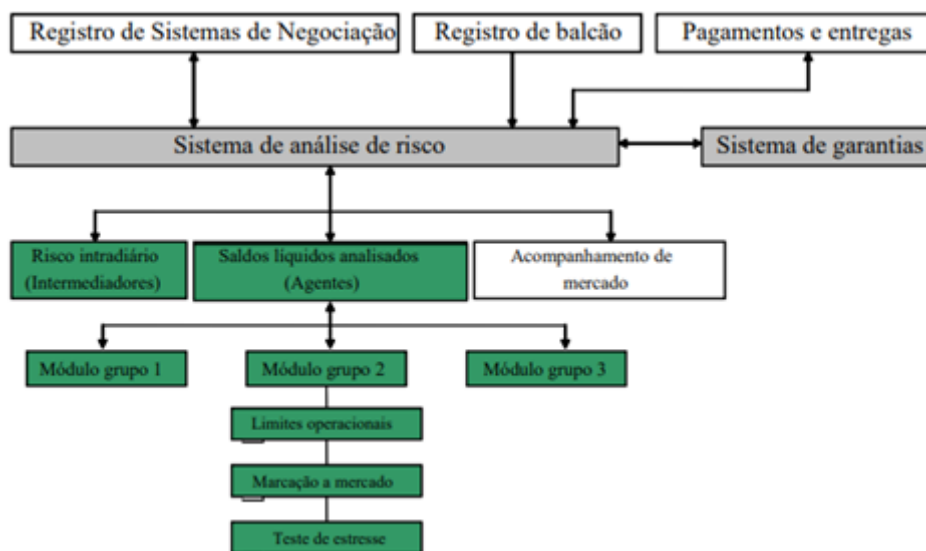 Registro de Sistemas de Negociação
Registro de balcão
Pagamentos e entregas
Sistema de análise de risco
Sistema de garantias
Risco intradiário
(Intermediadores)
Saldos líquidos analisados
(Agentes)
Acompanhamento de
mercado
Módulo grupo 1
Módulo grupo 2
Módulo grupo 3
Limites operacionais
Marcação a mercado
Teste de estresse